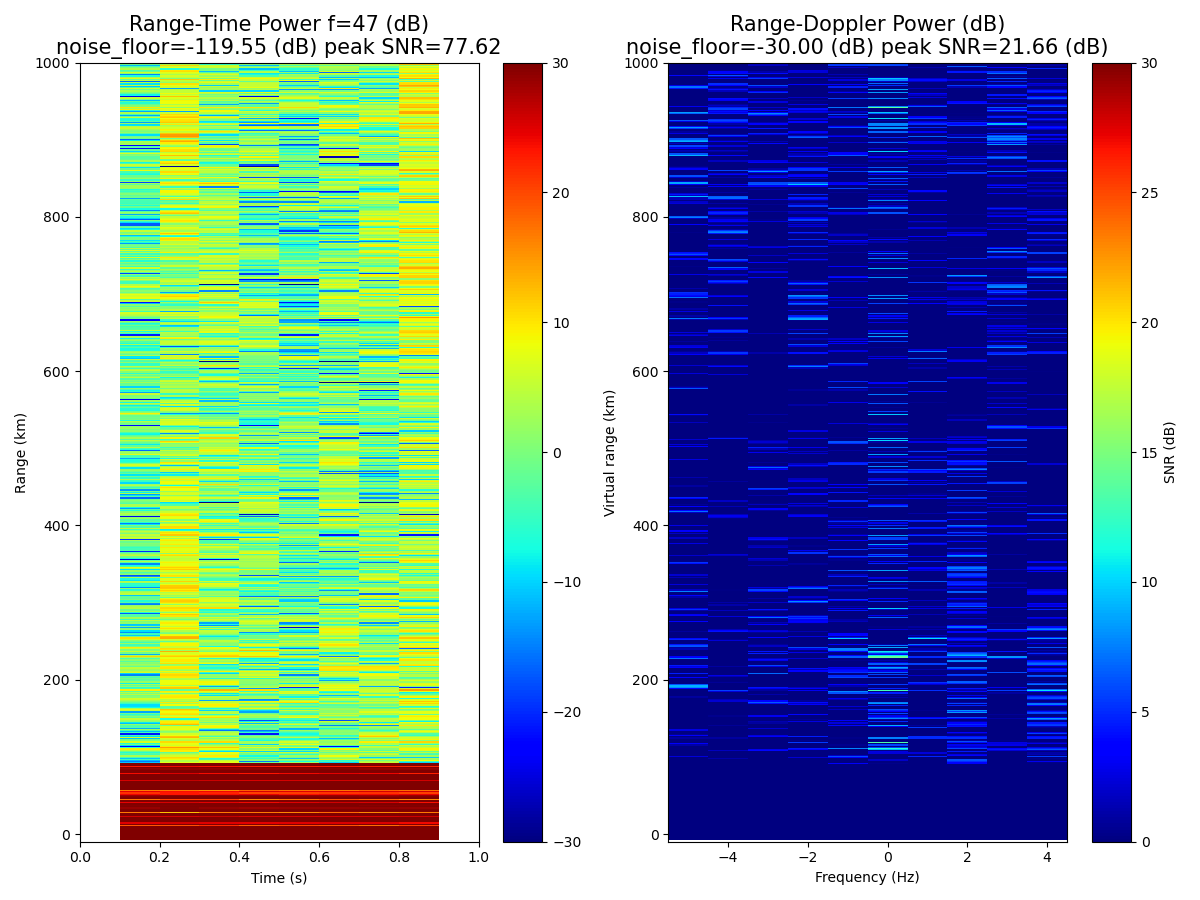 Range-Time Power f=47 (dB)
noise_floor=-119.55 (dB) peak SNR=77.62
Range-Doppler Power (dB)
noise_floor=-30.00 (dB) peak SNR=21.66 (dB)
1000
800
600
400
200
0
Range (km)
0.0 0.2 0.4 0.6 0.8 1.0
Time (s)
30
20
10
0
−10
−20
−30
1000
800
600
400
200
0
Virtual range (km)
−4 −2 0 2 4
Frequency (Hz)
30
25
20
15
10
5
0
SNR (dB)